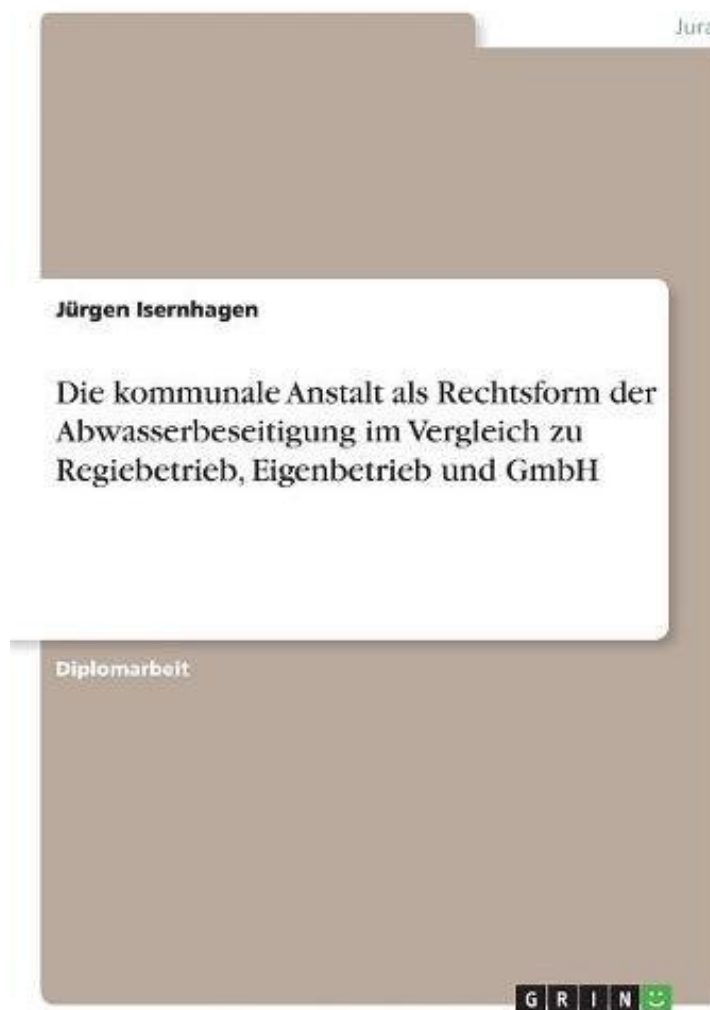 Jura
Jürgen Isernhagen
Die kommunale Anstalt als Rechtsform der
Abwasserbeseitigung im Vergleich zu
Regiebetrieb, Eigenbetrieb und GmbH
Diplomarbeit
GRIN